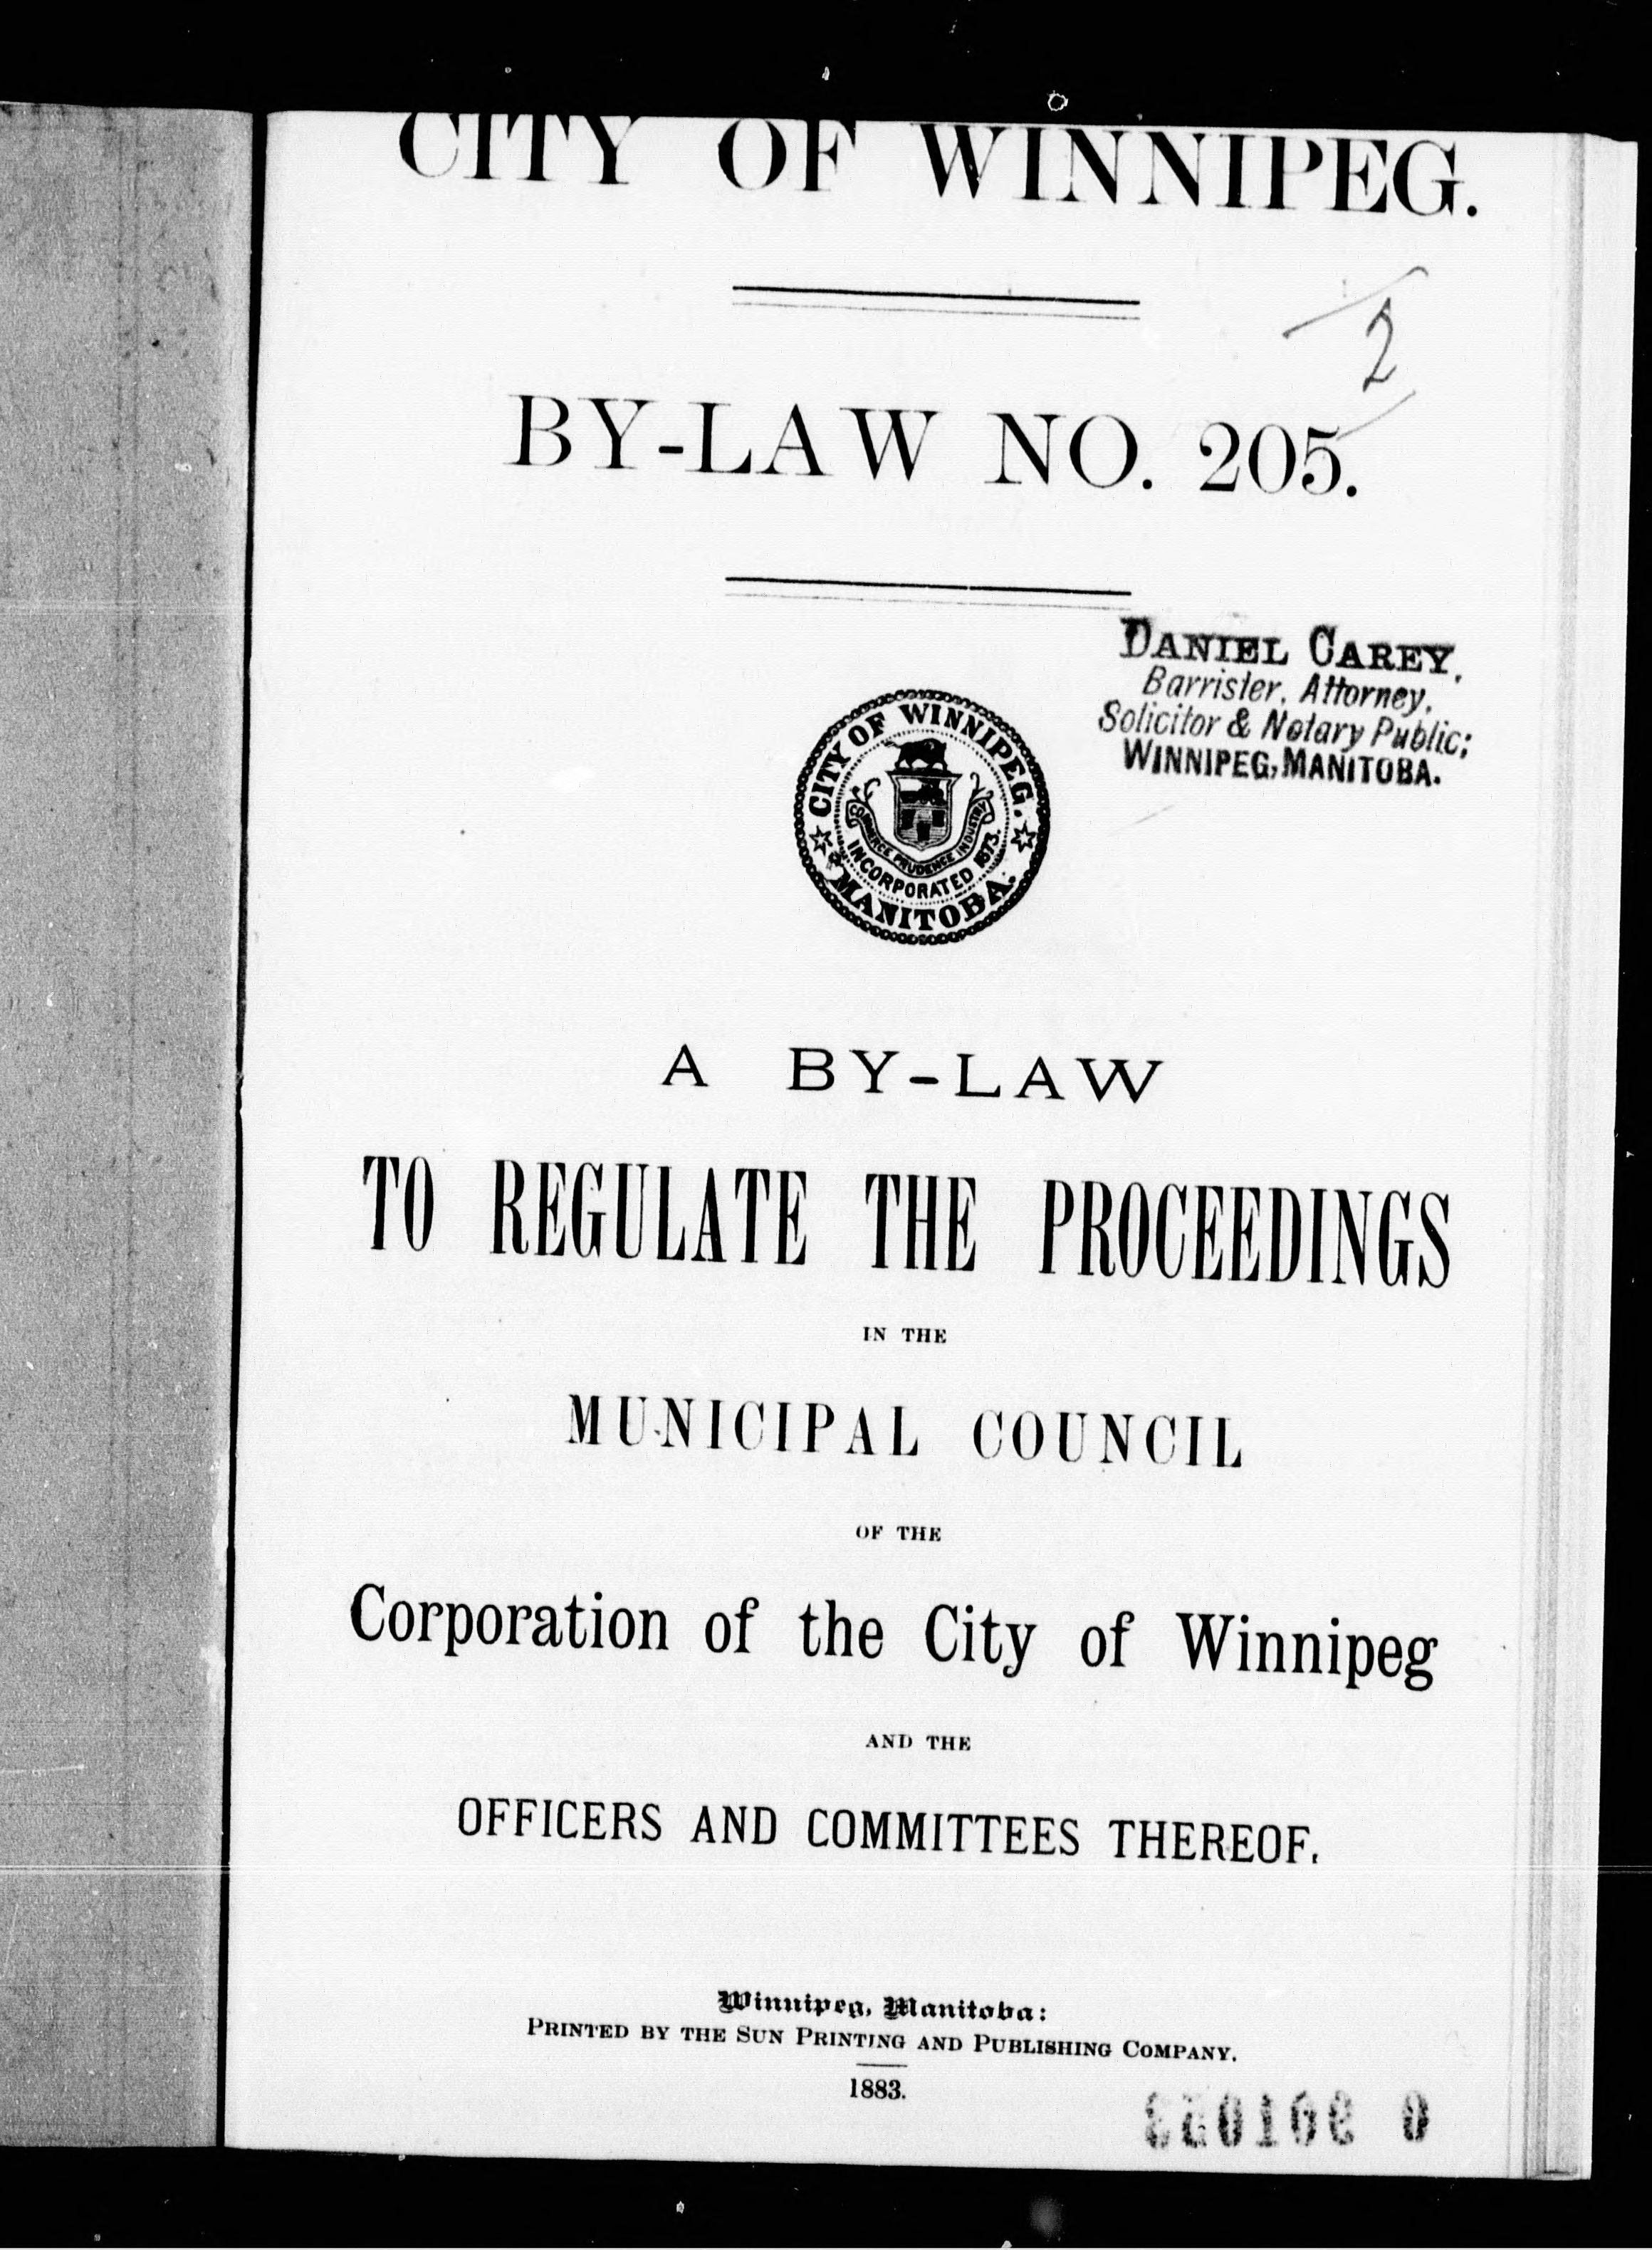 CITY OF WINNIPEG.
2
BY-LAW NO. 205.
DANIEL CAREY,
Barrister, Attorney,
Solicitor & Notary Public;
WINNIPEG, MANITOBA.
CITY OF WINNIPEG.
COMMERCE PRUDENCE INDUSTRY
INCORPORATED 1873.
MANITOBA.
A BY-LAW
TO REGULATE THE PROCEEDINGS
IN THE
MUNICIPAL COUNCIL
OF THE
Corporation of the City of Winnipeg
AND THE
OFFICERS AND COMMITTEES THEREOF.
Winnipeg, Manitoba:
PRINTED BY THE SUN PRINTING AND PUBLISHING COMPANY.
1883.